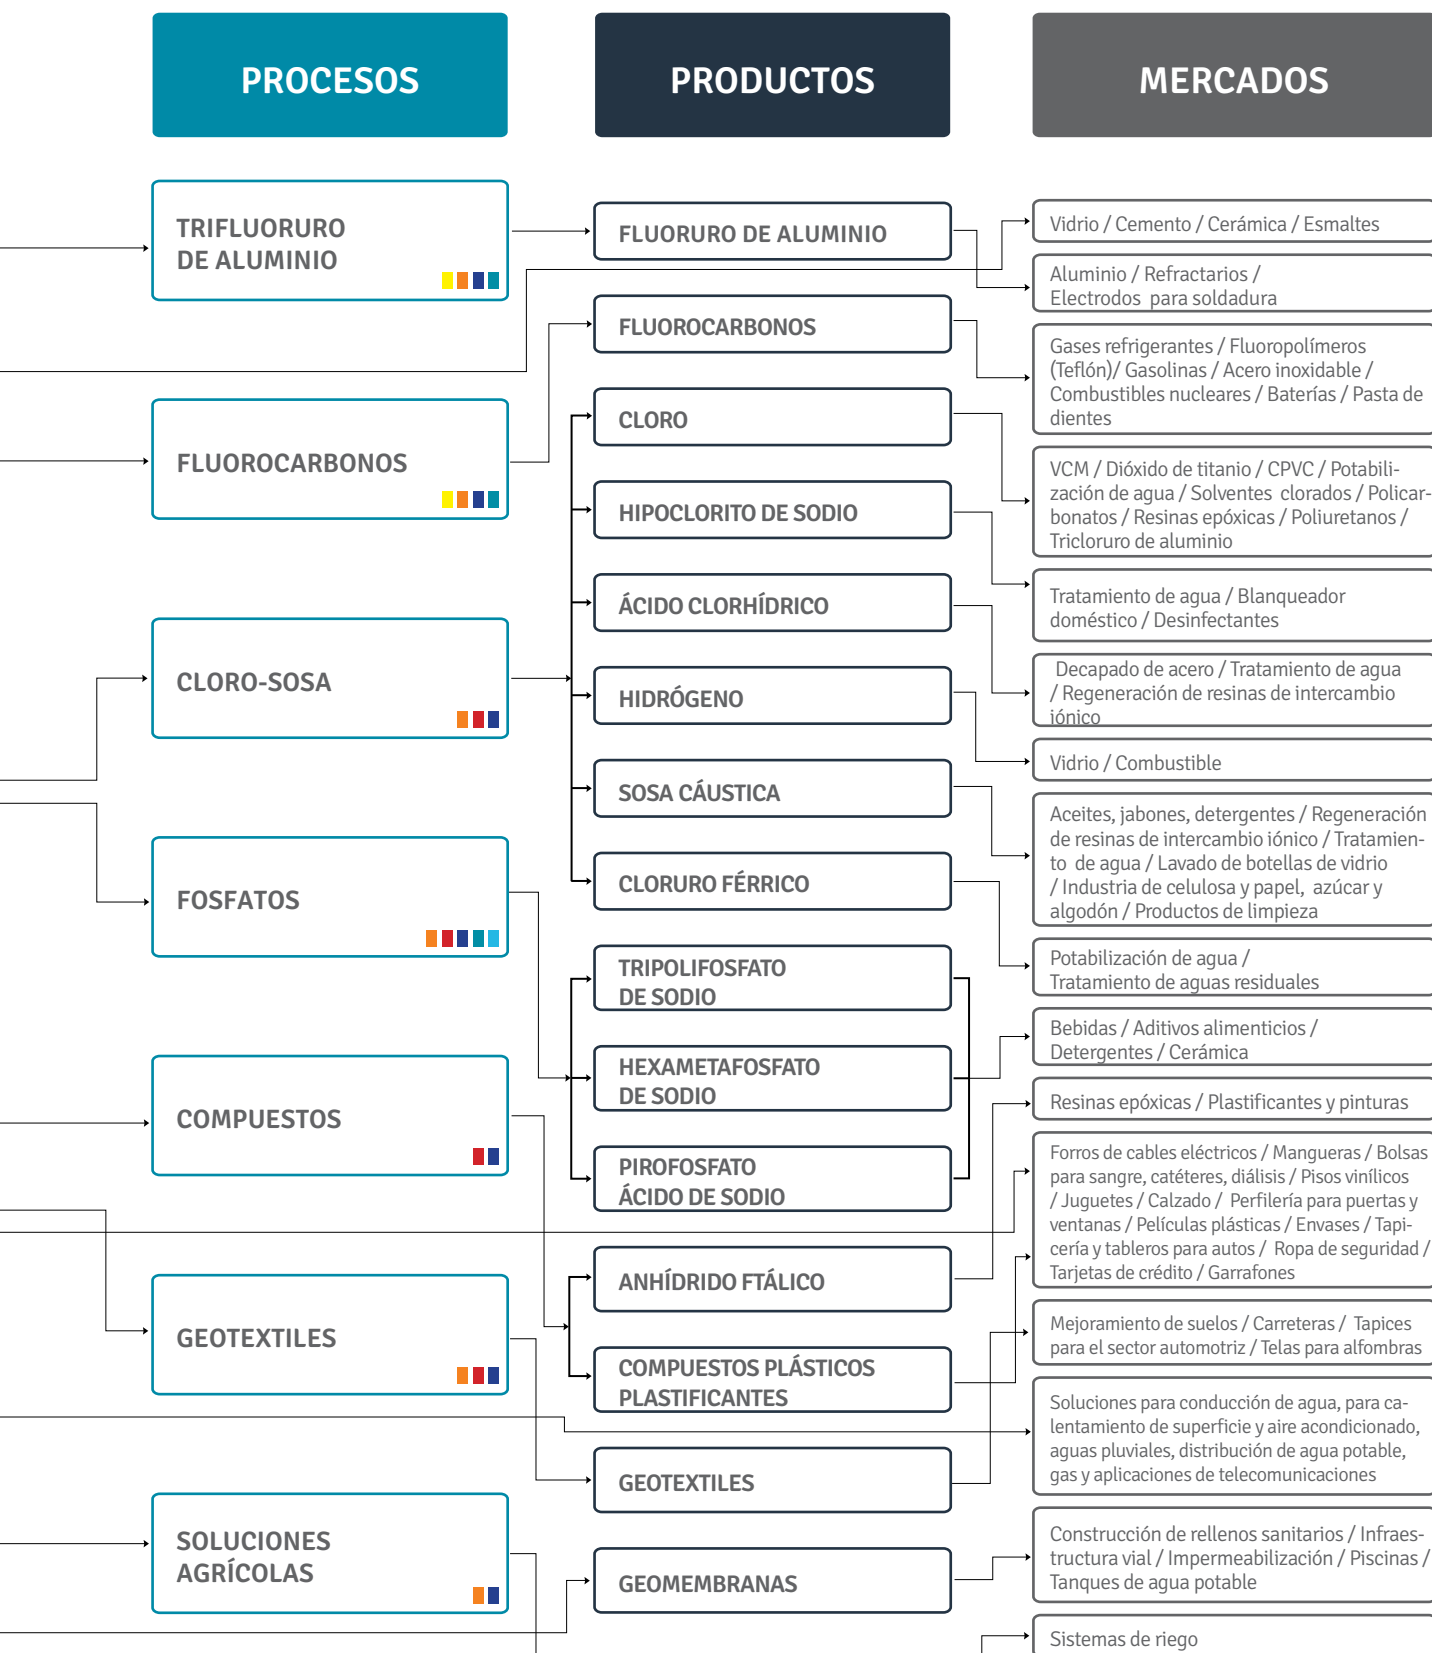 PROCESOS
PRODUCTOS
MERCADOS
TRIFLUORURO
DE ALUMINIO
FLUOROCARBONOS
CLORO-SOSA
FOSFATOS
COMPUESTOS
GEOTEXTILES
SOLUCIONES
AGRÍCOLAS
FLUORURO DE ALUMINIO
FLUOROCARBONOS
CLORO
HIPOCLORITO DE SODIO
ÁCIDO CLORHÍDRICO
HIDRÓGENO
SOSA CÁUSTICA
CLORURO FÉRRICO
TRIPOLIFOSFATO
DE SODIO
HEXAMETAFOSFATO
DE SODIO
PIROFOSFATO
ÁCIDO DE SODIO
ANHÍDRIDO FTÁLICO
COMPUESTOS PLÁSTICOS
PLASTIFICANTES
GEOTEXTILES
GEOMEMBRANAS
Vidrio / Cemento / Cerámica / Esmaltes
Aluminio / Refractarios /
Electrodos para soldadura
Gases refrigerantes / Fluoropolímeros
(Teflón)/ Gasolinas / Acero inoxidable /
Combustibles nucleares / Baterías / Pasta de
dientes
VCM / Dióxido de titanio / CPVC / Potabili-
zación de agua / Solventes clorados / Policar-
bonatos / Resinas epóxicas / Poliuretanos /
Tricloruro de aluminio
Tratamiento de agua / Blanqueador
doméstico / Desinfectantes
Decapado de acero / Tratamiento de agua
/ Regeneración de resinas de intercambio
iónico
Vidrio / Combustible
Aceites, jabones, detergentes / Regeneración
de resinas de intercambio iónico / Tratamien-
to de agua / Lavado de botellas de vidrio
/ Industria de celulosa y papel, azúcar y
algodón / Productos de limpieza
Potabilización de agua /
Tratamiento de aguas residuales
Bebidas / Aditivos alimenticios /
Detergentes / Cerámica
Resinas epóxicas / Plastificantes y pinturas
Forros de cables eléctricos / Mangueras / Bolsas
para sangre, catéteres, diálisis / Pisos vinílicos
/ Juguetes / Calzado / Perfilería para puertas y
ventanas / Películas plásticas / Envases / Tapi-
cería y tableros para autos / Ropa de seguridad /
Tarjetas de crédito / Garrafones
Mejoramiento de suelos / Carreteras / Tapices
para el sector automotriz / Telas para alfombras
Soluciones para conducción de agua, para ca-
lentamiento de superficie y aire acondicionado,
aguas pluviales, distribución de agua potable,
gas y aplicaciones de telecomunicaciones
Construcción de rellenos sanitarios / Infraes-
tructura vial / Impermeabilización / Piscinas /
Tanques de agua potable
Sistemas de riego